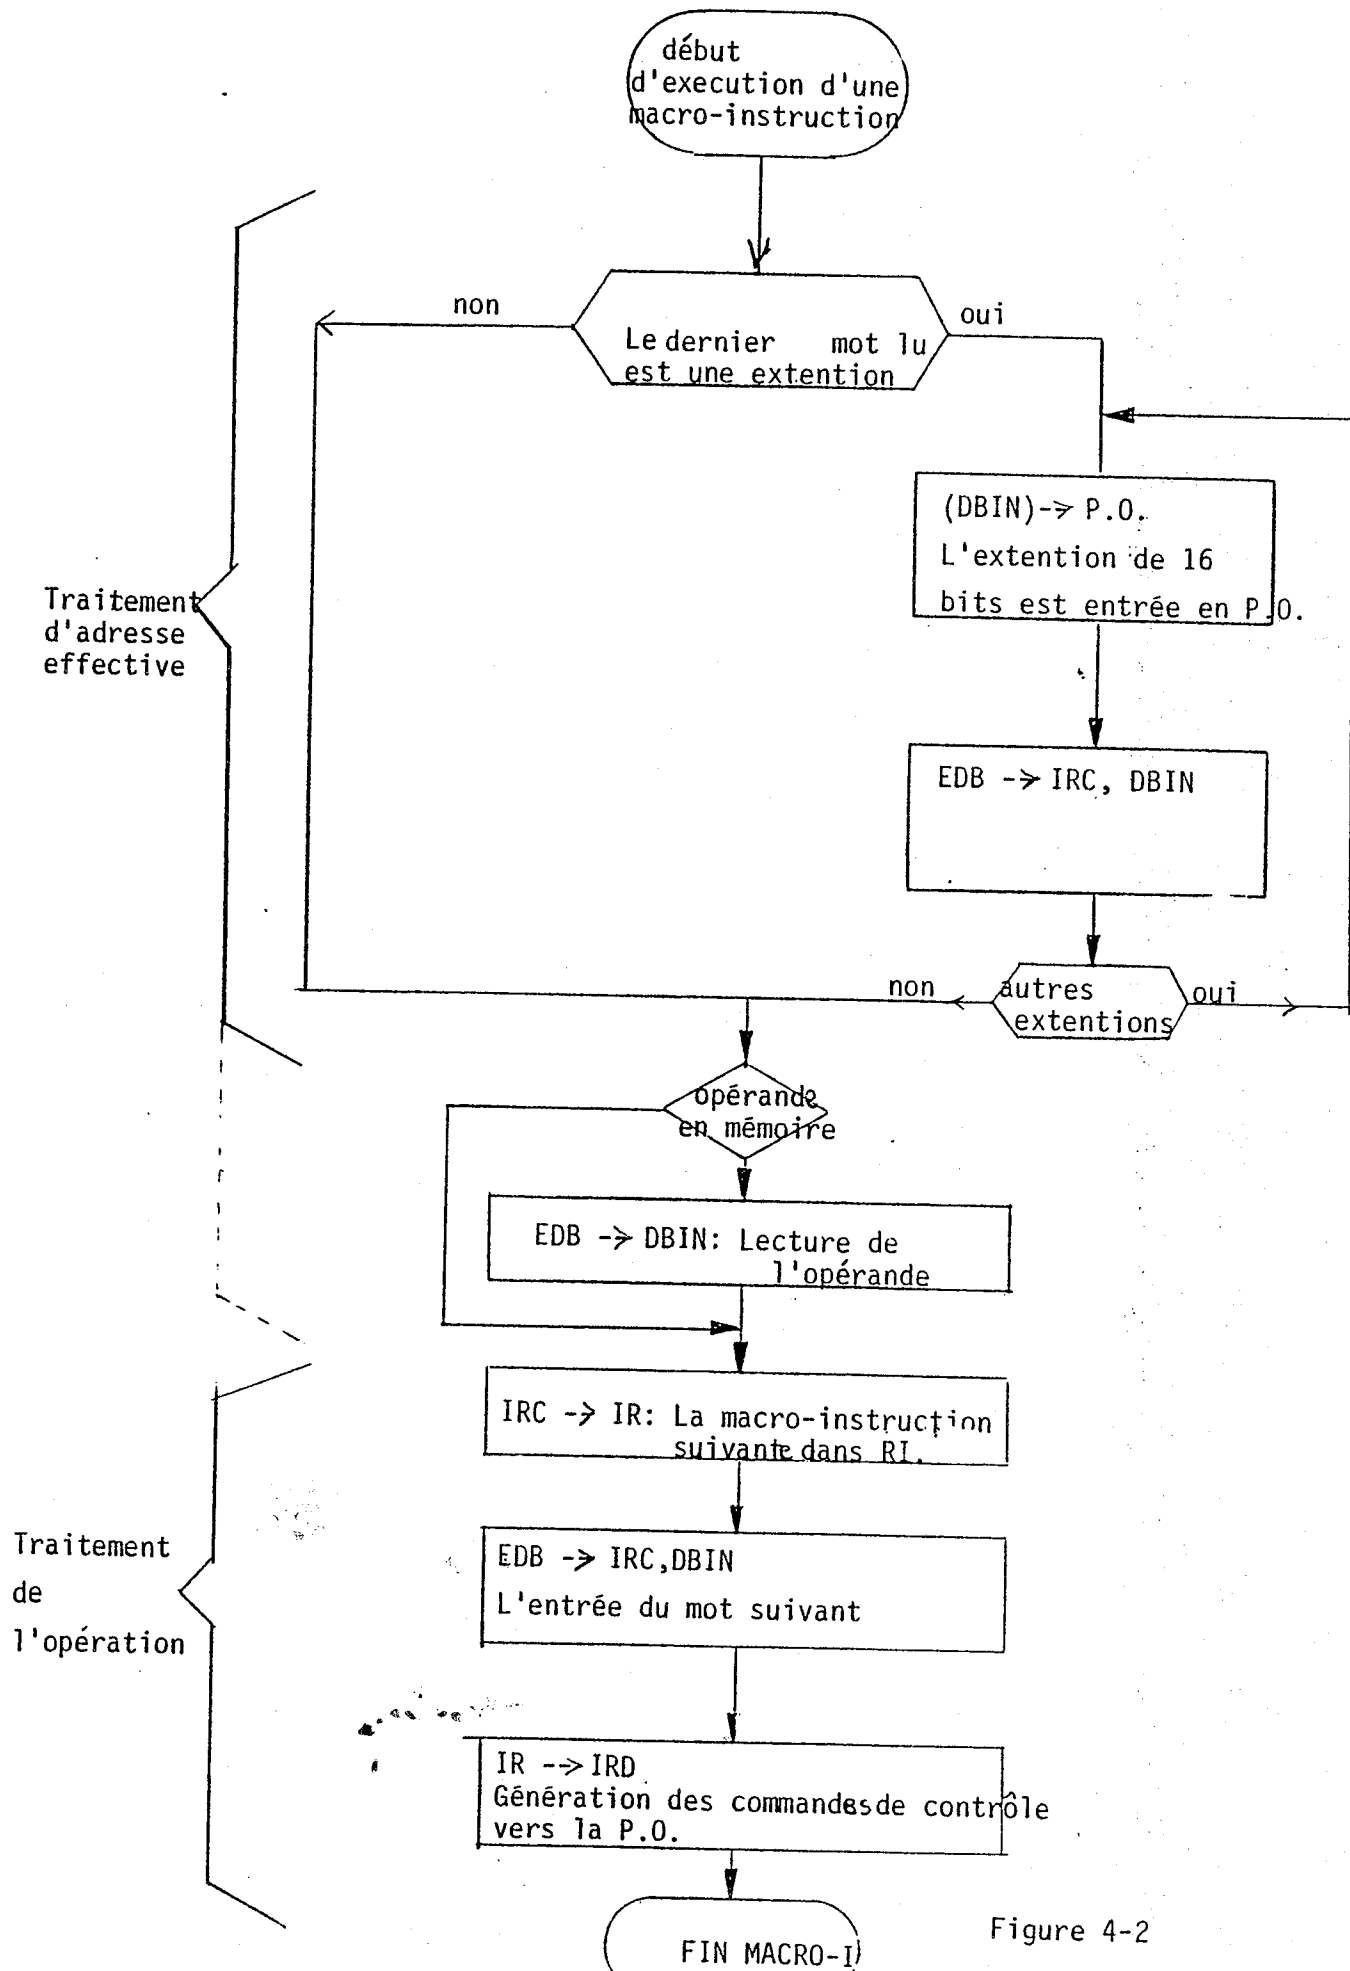 début
d'execution d'une
macro-instruction
non
oui
Le dernier mot lu
est une extention
(DBIN)-> P.O.
L'extention de 16
bits est entrée en P.O.
Traitement
d'adresse
effective
EDB -> IRC, DBIN
non
autres
extentions
oui
opérande
en mémoire
EDB -> DBIN: Lecture de
l'opérande
IRC -> IR: La macro-instruction
suivante dans RI.
Traitement
de
l'opération
EDB -> IRC,DBIN
L'entrée du mot suivant
IR --> IRD
Génération des commandes de contrôle
vers la P.O.
FIN MACRO-I
Figure 4-2